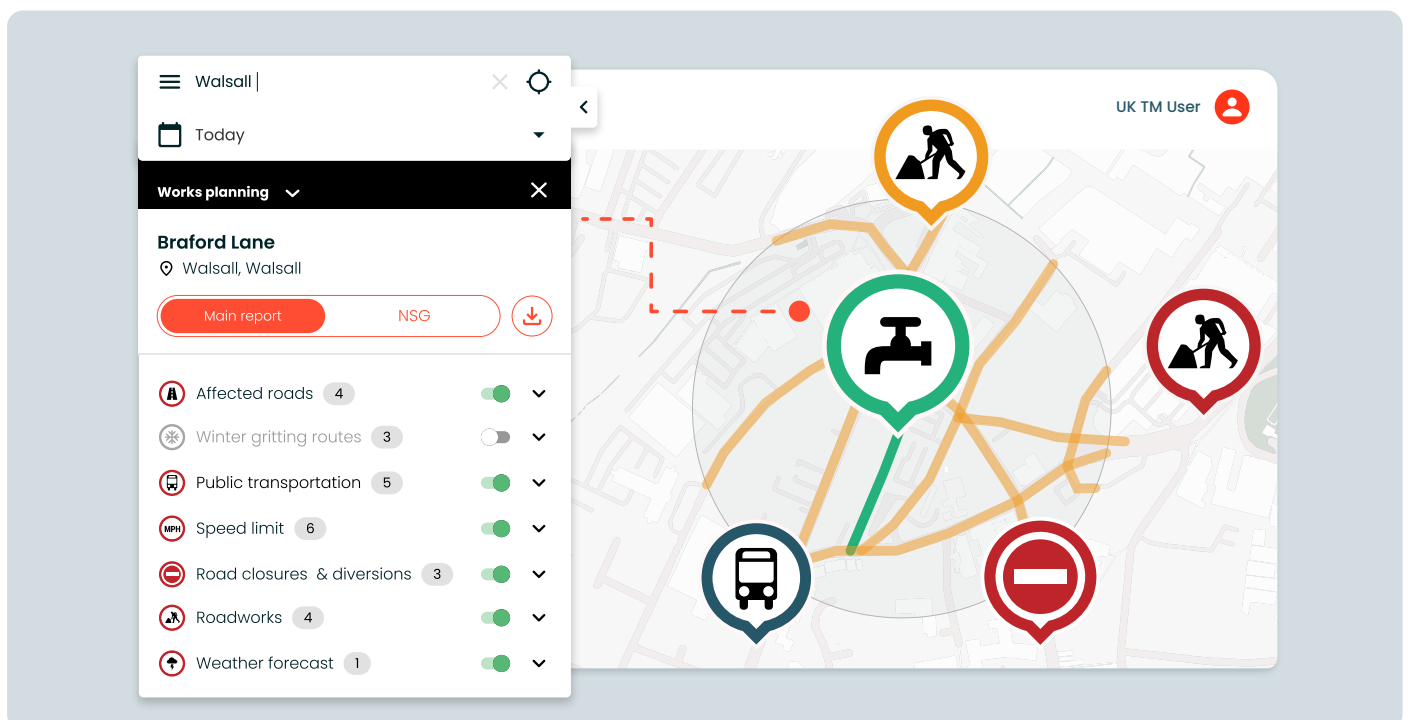 Walsall
UK TM User
Today
Works planning
Braford Lane
Walsall, Walsall
Main report
NSG
Affected roads 4
Winter gritting routes 3
Public transportation 5
MPH Speed limit 6
Road closures & diversions 3
Roadworks 4
Weather forecast 1